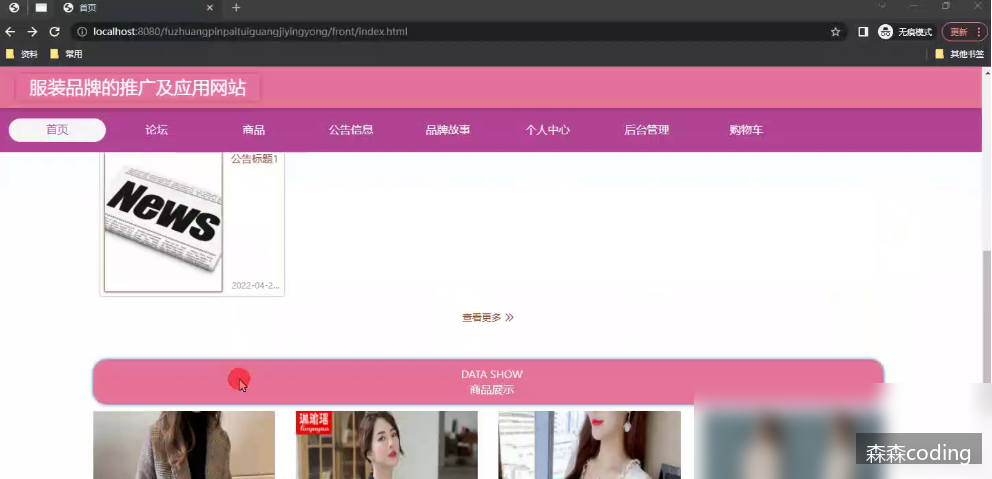 首页
localhost:8080/fuzhuangpinpaituiguangjiyingyong/front/index.html
无痕模式
更新
资料
常用
其他书签
服装品牌的推广及应用网站
首页 论坛 商品 公告信息 品牌故事 个人中心 后台管理 购物车
公告标题1
News
2022-04-2...
查看更多
DATA SHOW
商品展示
琳瑜瑶
森森coding